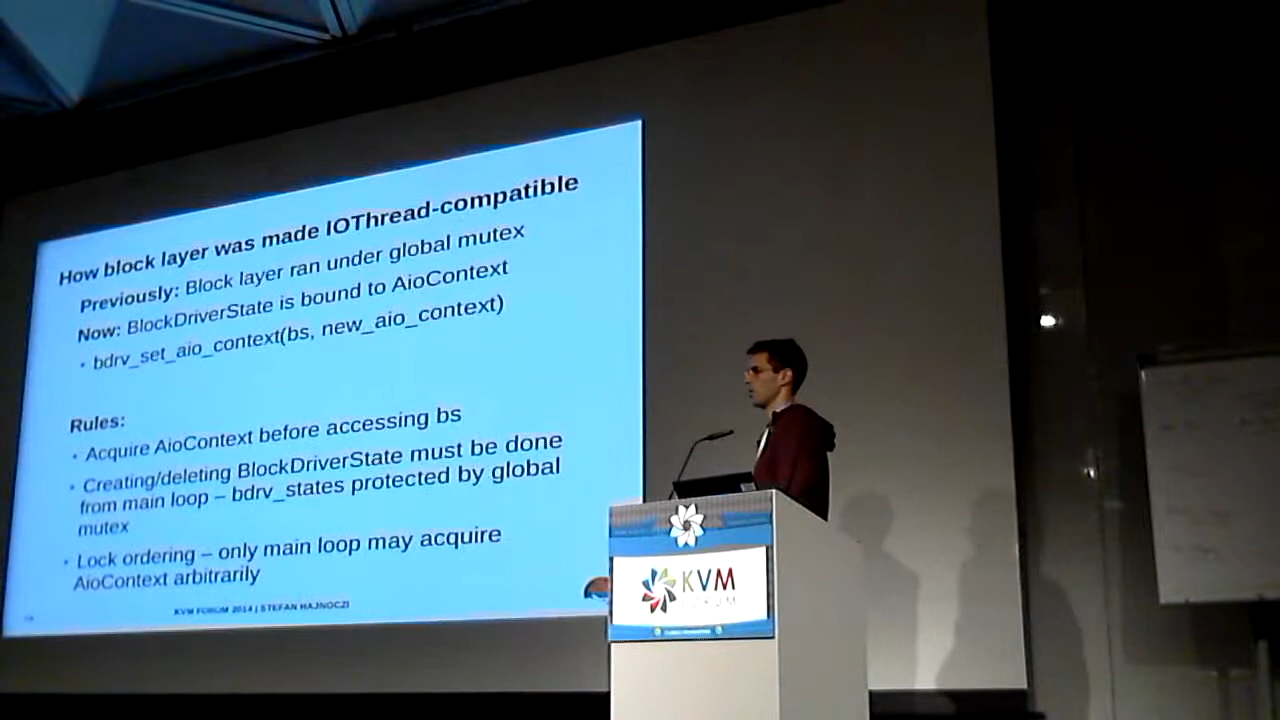 How block layer was made IOThread-compatible
Previously: Block layer ran under global mutex
Now: BlockDriverState is bound to AioContext
• bdrv_set_aio_context(bs, new_aio_context)
Rules:
• Acquire AioContext before accessing bs
• Creating/deleting BlockDriverState must be done
from main loop – bdrv_states protected by global
mutex
• Lock ordering – only main loop may acquire
AioContext arbitrarily
KVM FORUM 2014 | STEFAN HAJNOCZI
KVM
FORUM